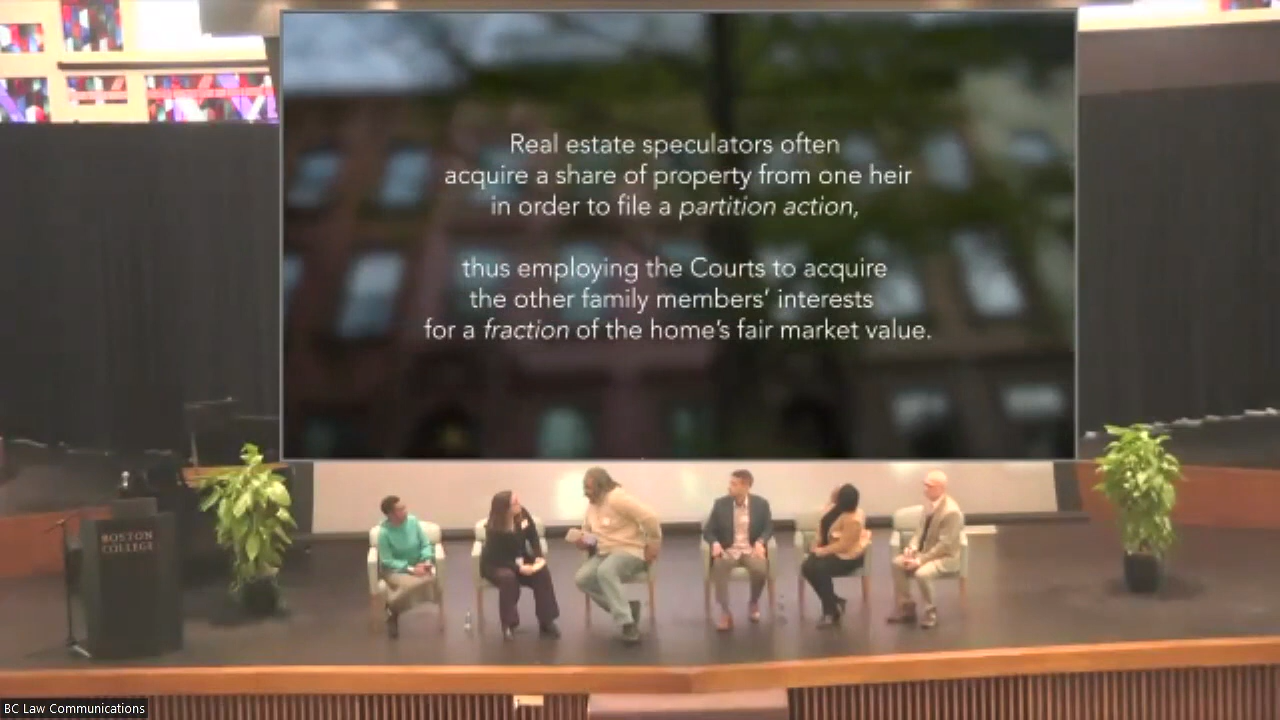 Real estate speculators often
acquire a share of property from one heir
in order to file a partition action,
thus employing the Courts to acquire
the other family members' interests
for a fraction of the home's fair market value.
BOSTON
COLLEGE
BC Law Communications